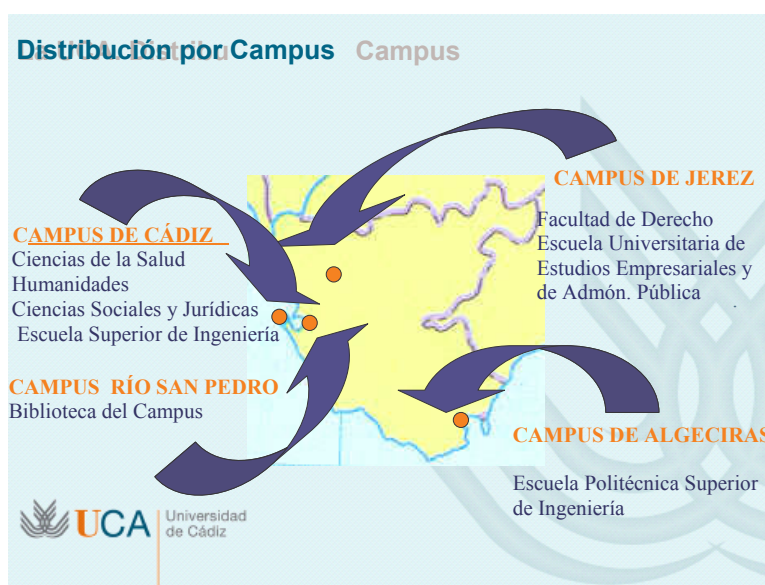 Distribución por Campus Campus
CAMPUS DE CÁDIZ
Ciencias de la Salud
Humanidades
Ciencias Sociales y Jurídicas
Escuela Superior de Ingeniería
CAMPUS RÍO SAN PEDRO
Biblioteca del Campus
CAMPUS DE JEREZ
Facultad de Derecho
Escuela Universitaria de
Estudios Empresariales y
de Admón. Pública
.
CAMPUS DE ALGECIRAS
Escuela Politécnica Superior
de Ingeniería
UCA
Universidad
de Cádiz